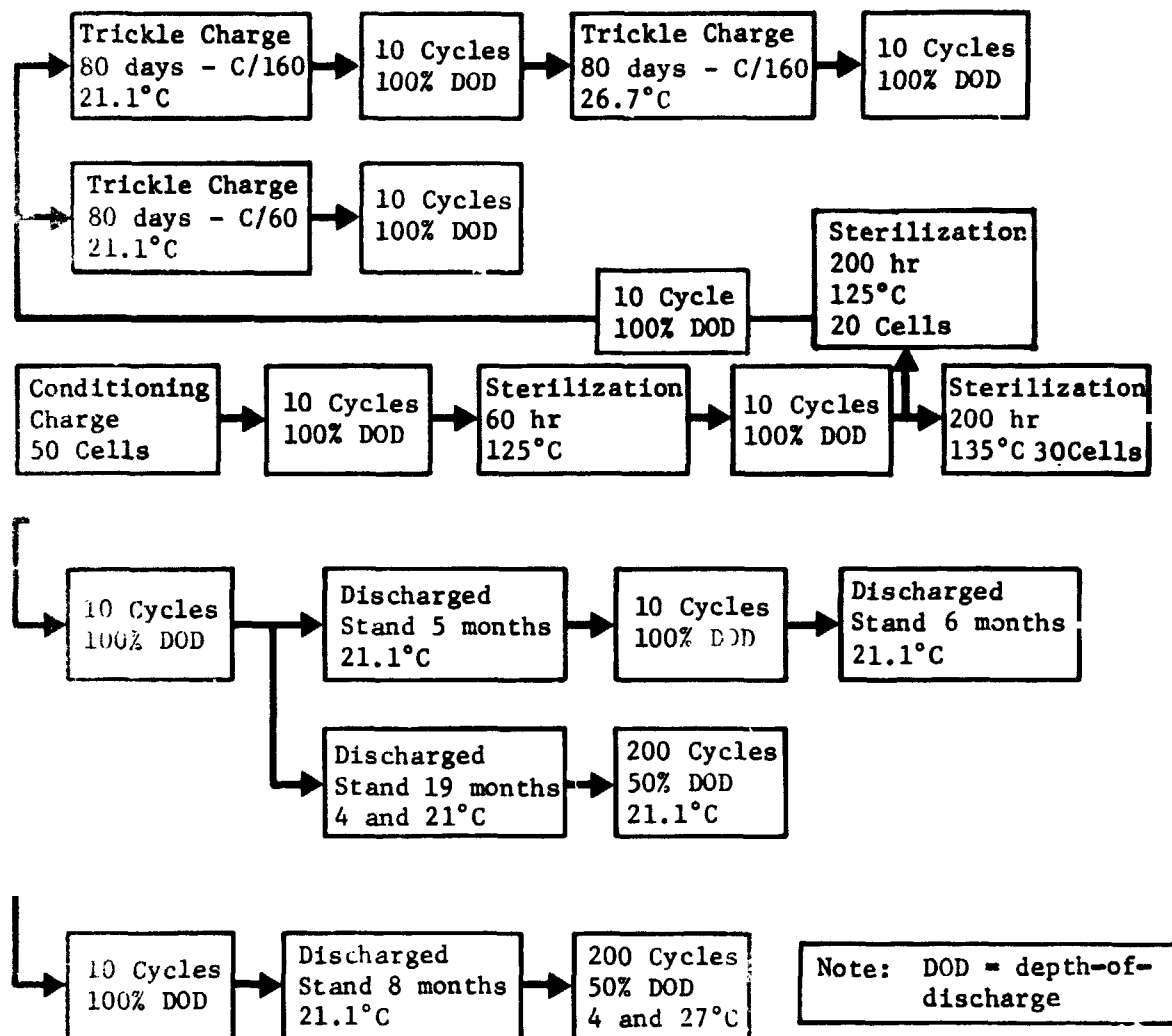 Trickle Charge
80 days - C/160
21.1°C
10 Cycles
100% DOD
Trickle Charge
80 days - C/160
26.7°C
10 Cycles
100% DOD
Trickle Charge
80 days - C/60
21.1°C
10 Cycles
100% DOD
Sterilization
200 hr
125°C
20 Cells
10 Cycle
100% DOD
Conditioning
Charge
50 Cells
10 Cycles
100% DOD
Sterilization
60 hr
125°C
10 Cycles
100% DOD
Sterilization
200 hr
135°C 30Cells
10 Cycles
100% DOD
Discharged
Stand 5 months
21.1°C
10 Cycles
100% DOD
Discharged
Stand 6 months
21.1°C
Discharged
Stand 19 months
4 and 21°C
200 Cycles
50% DOD
21.1°C
10 Cycles
100% DOD
Discharged
Stand 8 months
21.1°C
200 Cycles
50% DOD
4 and 27°C
Note: DOD = depth-of-
discharge